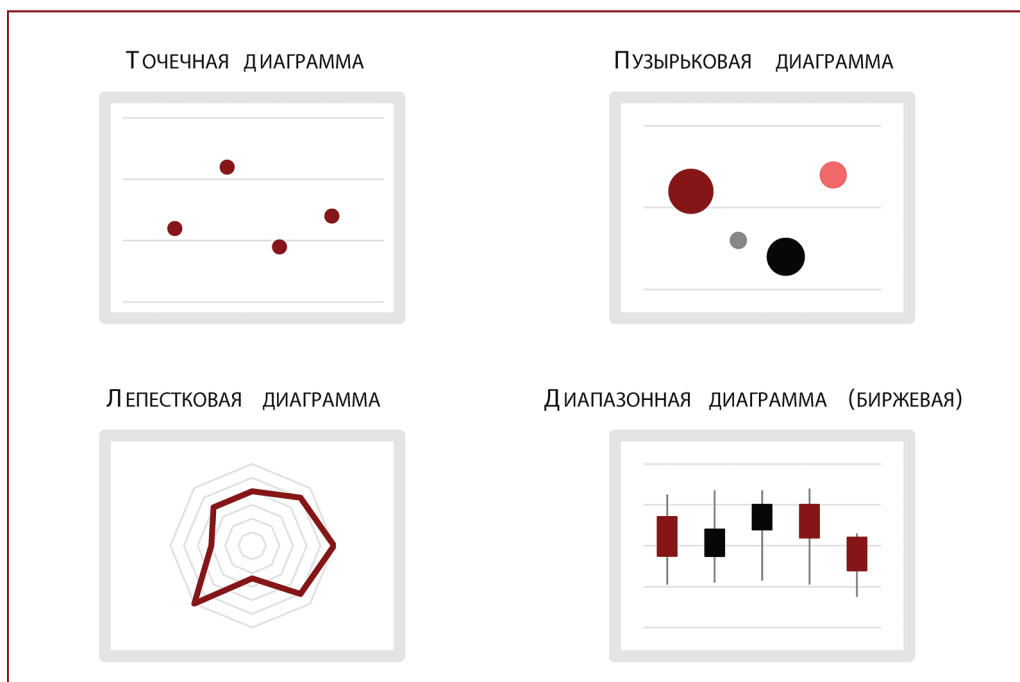 Точечная диаграмма
Пузырьковая диаграмма
Лепестковая диаграмма
Диапазонная диаграмма (биржевая)